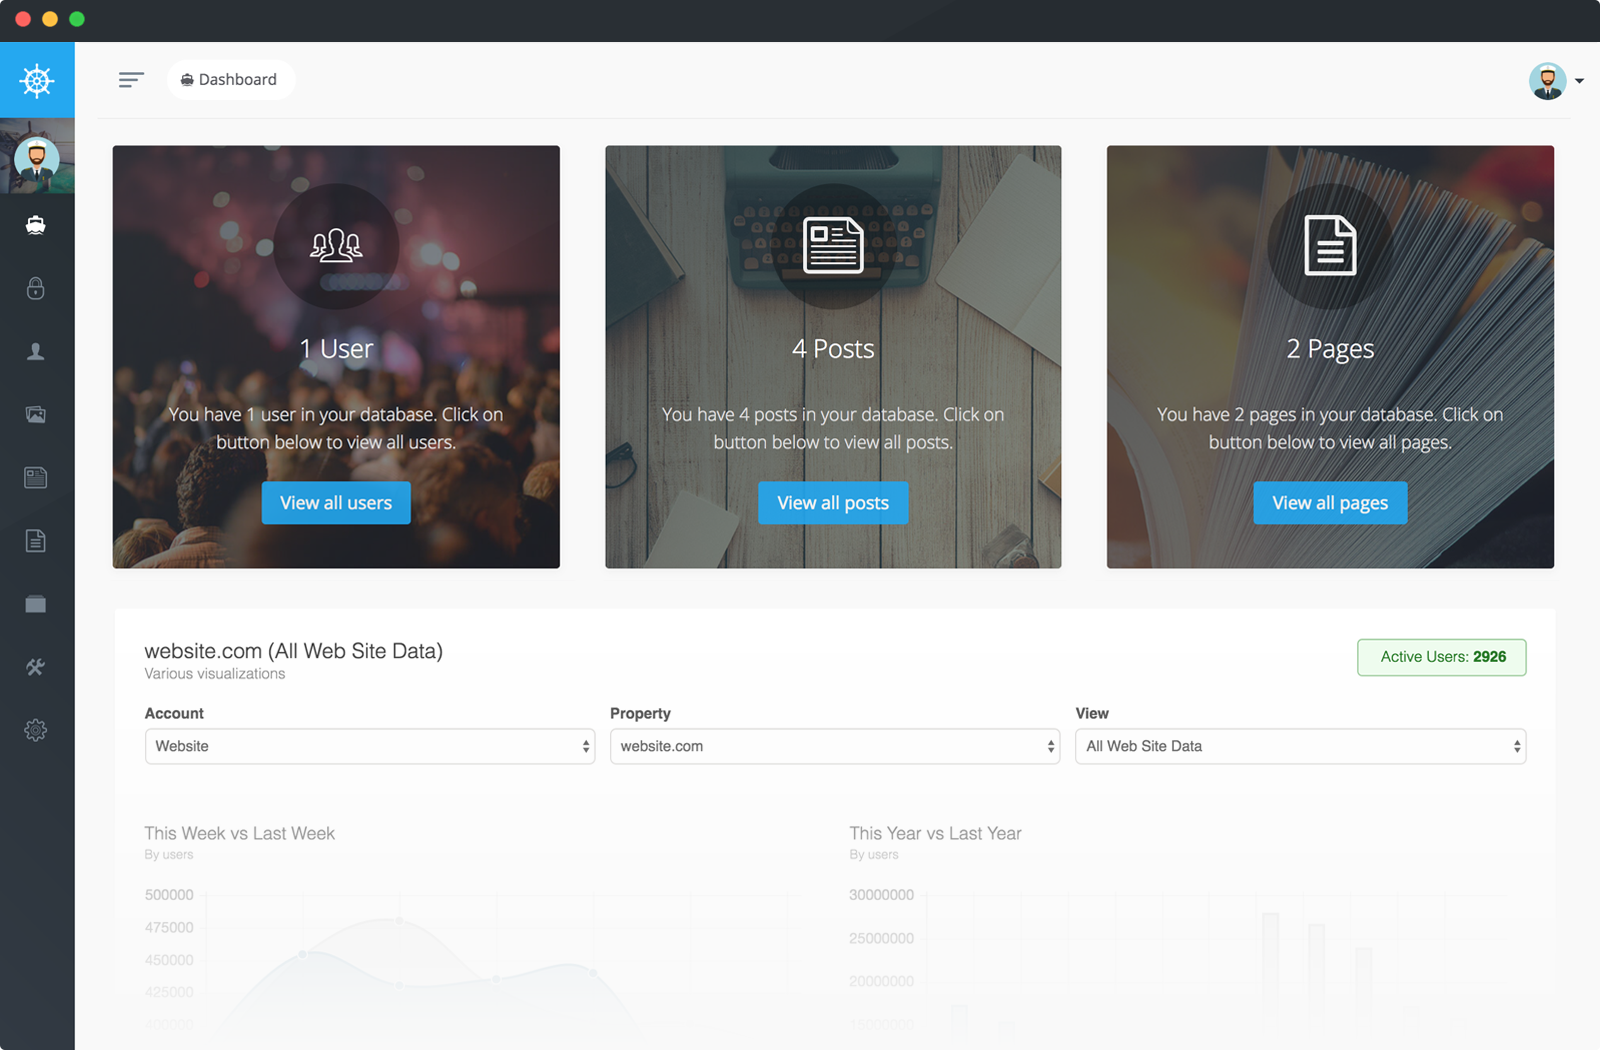 Dashboard
1 User
You have 1 user in your database. Click on
button below to view all users.
View all users
4 Posts
You have 4 posts in your database. Click on
button below to view all posts.
View all posts
2 Pages
You have 2 pages in your database. Click on
button below to view all pages.
View all pages
website.com (All Web Site Data)
Various visualizations
Active Users: 2926
Account
Website
Property
website.com
View
All Web Site Data
This Week vs Last Week
By users
500000
475000
450000
425000
400000
This Year vs Last Year
By users
30000000
25000000
20000000
15000000